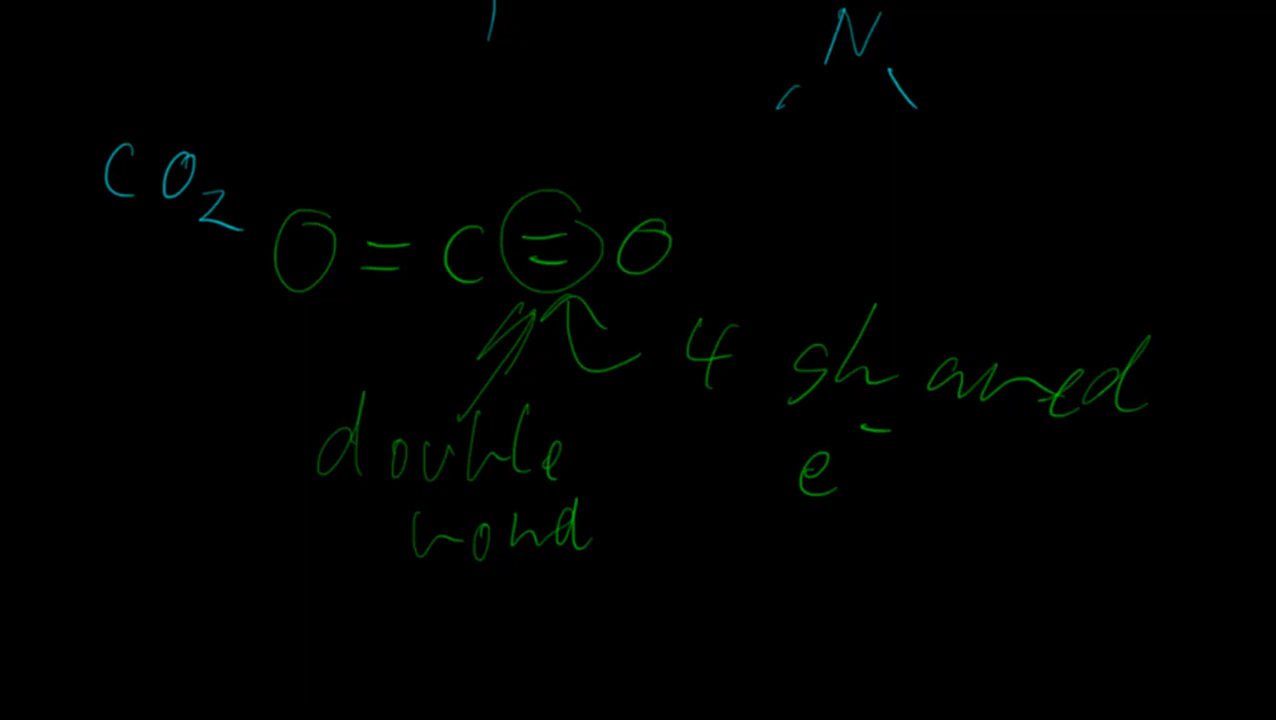 N
CO₂
O = C = O
4 shared
e⁻
double
bond